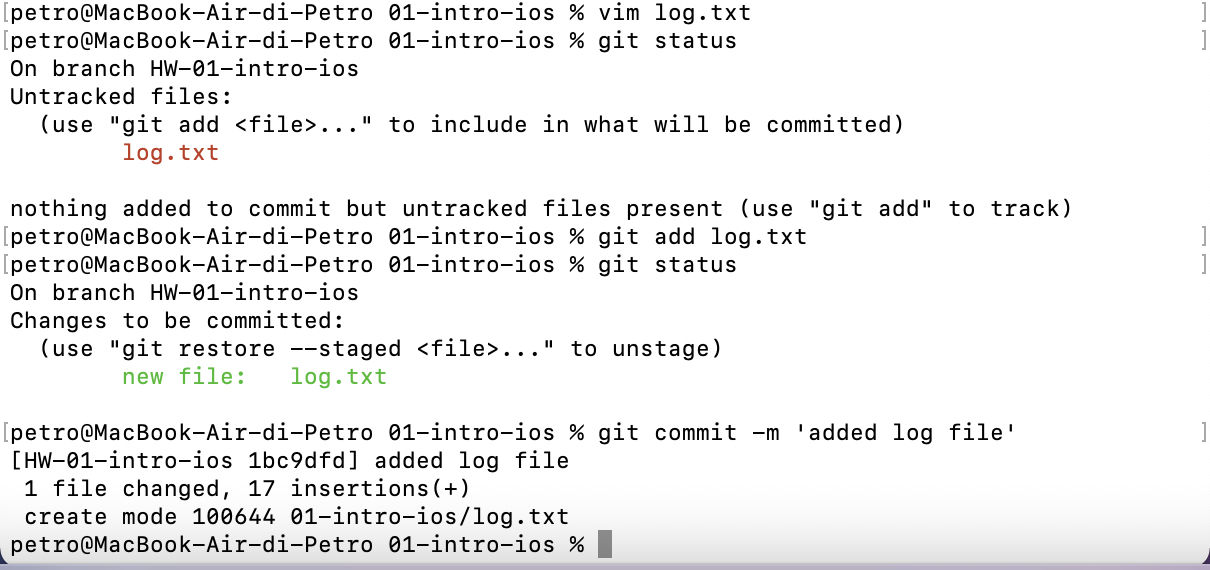 [petro@MacBook-Air-di-Petro 01-intro-ios % vim log.txt ]
[petro@MacBook-Air-di-Petro 01-intro-ios % git status ]
On branch HW-01-intro-ios
Untracked files:
  (use "git add <file>..." to include in what will be committed)
        log.txt

nothing added to commit but untracked files present (use "git add" to track)
[petro@MacBook-Air-di-Petro 01-intro-ios % git add log.txt ]
[petro@MacBook-Air-di-Petro 01-intro-ios % git status ]
On branch HW-01-intro-ios
Changes to be committed:
  (use "git restore --staged <file>..." to unstage)
        new file:   log.txt

[petro@MacBook-Air-di-Petro 01-intro-ios % git commit -m 'added log file' ]
[HW-01-intro-ios 1bc9dfd] added log file
 1 file changed, 17 insertions(+)
 create mode 100644 01-intro-ios/log.txt
petro@MacBook-Air-di-Petro 01-intro-ios %